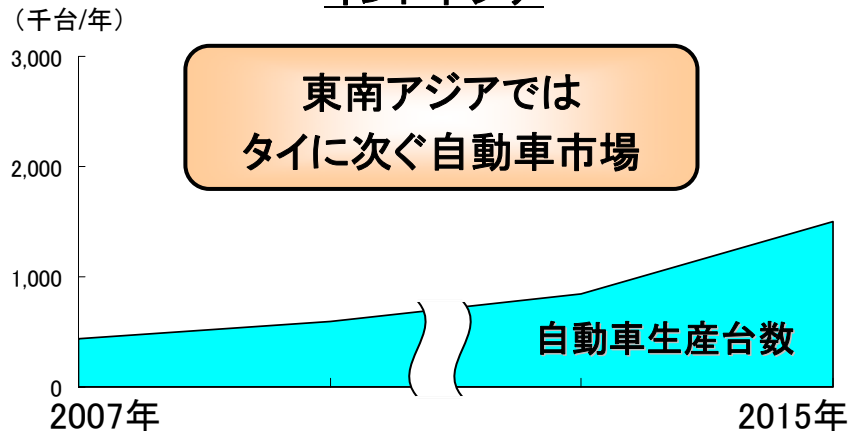 （千台/年）
3,000
東南アジアでは
タイに次ぐ自動車市場
2,000
1,000
自動車生産台数
0
2007年
2015年